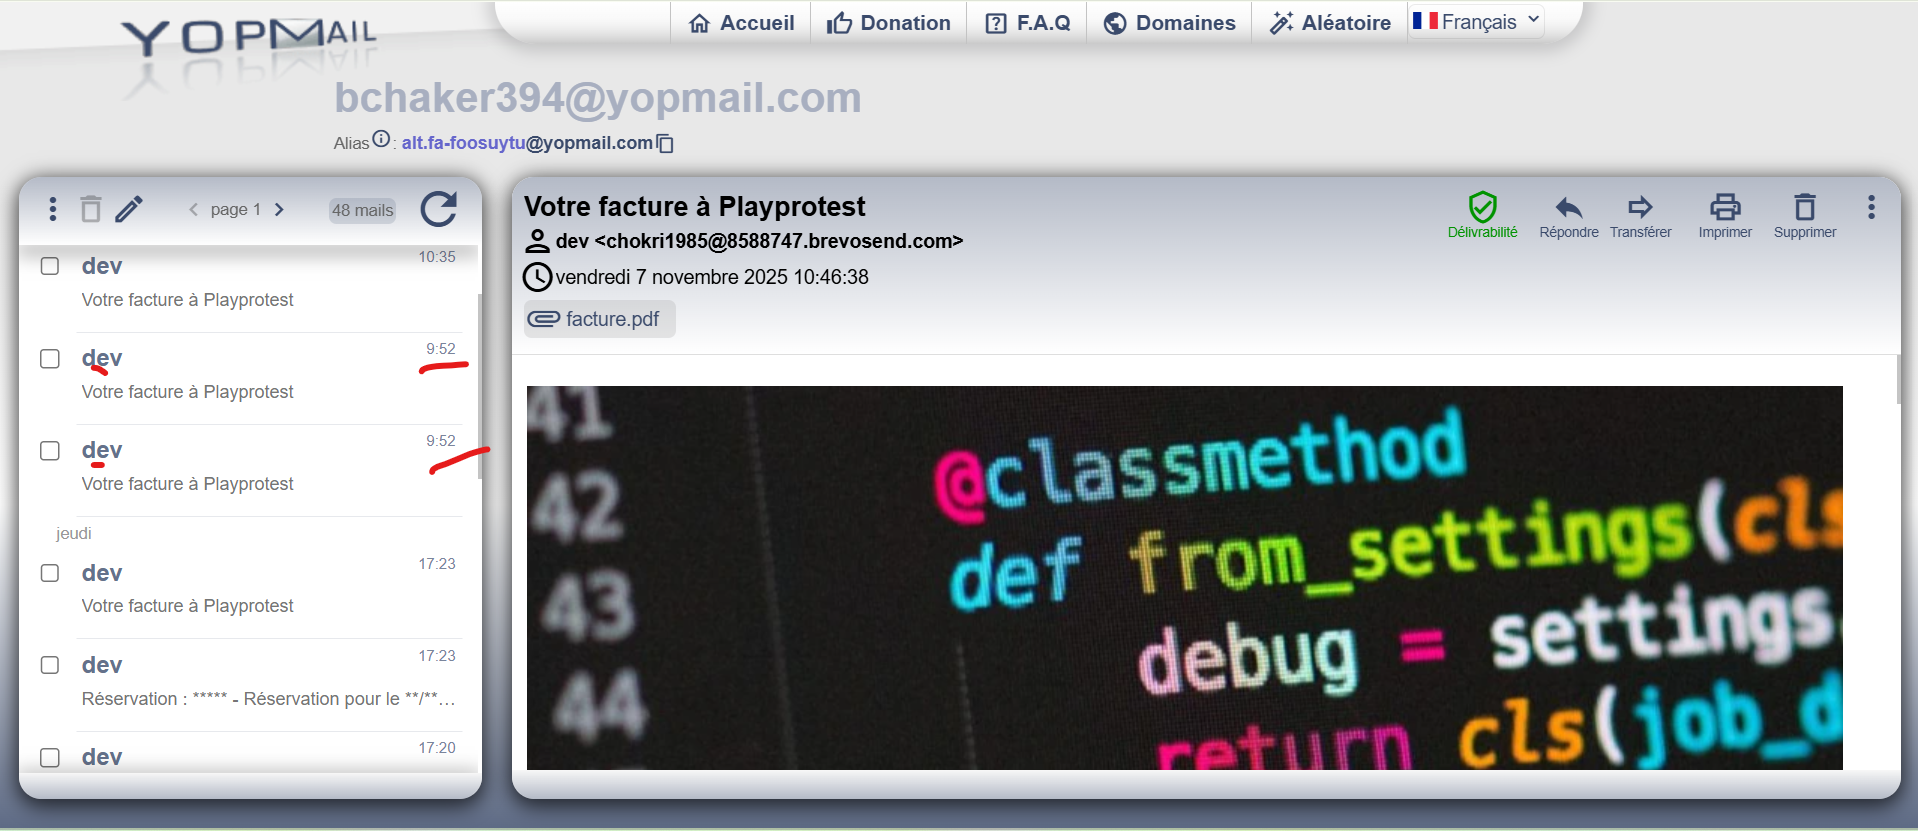 YOPMAIL
Accueil Donation F.A.Q Domaines Aléatoire Français
bchaker394@yopmail.com
Alias : alt.fa-foosuytu@yopmail.com
page 1 48 mails
dev 10:35
Votre facture à Playprotest
dev 9:52
Votre facture à Playprotest
dev 9:52
Votre facture à Playprotest
jeudi
dev 17:23
Votre facture à Playprotest
dev 17:23
Réservation : ***** - Réservation pour le **/**…
dev 17:20
Votre facture à Playprotest
Délivrabilité Répondre Transférer Imprimer Supprimer
dev <chokri1985@8588747.brevosend.com>
vendredi 7 novembre 2025 10:46:38
facture.pdf
41
42 @classmethod
43 def from_settings(cls
44 debug = settings.
return cls(job_d